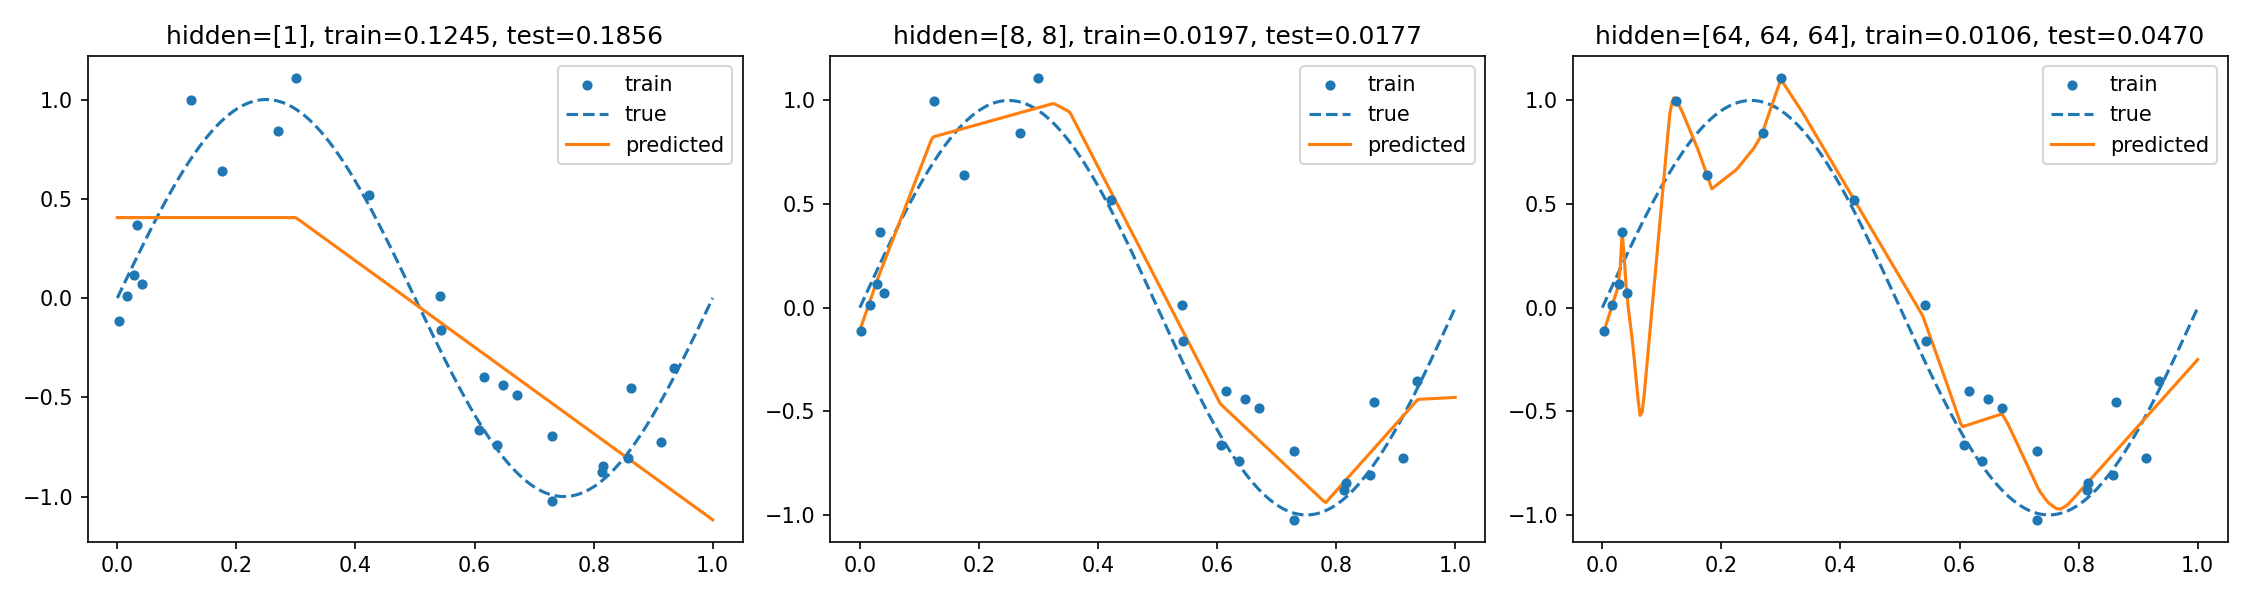 hidden=[1], train=0.1245, test=0.1856
train
true
predicted
1.0
0.5
0.0
−0.5
−1.0
0.0 0.2 0.4 0.6 0.8 1.0
hidden=[8, 8], train=0.0197, test=0.0177
train
true
predicted
1.0
0.5
0.0
−0.5
−1.0
0.0 0.2 0.4 0.6 0.8 1.0
hidden=[64, 64, 64], train=0.0106, test=0.0470
train
true
predicted
1.0
0.5
0.0
−0.5
−1.0
0.0 0.2 0.4 0.6 0.8 1.0